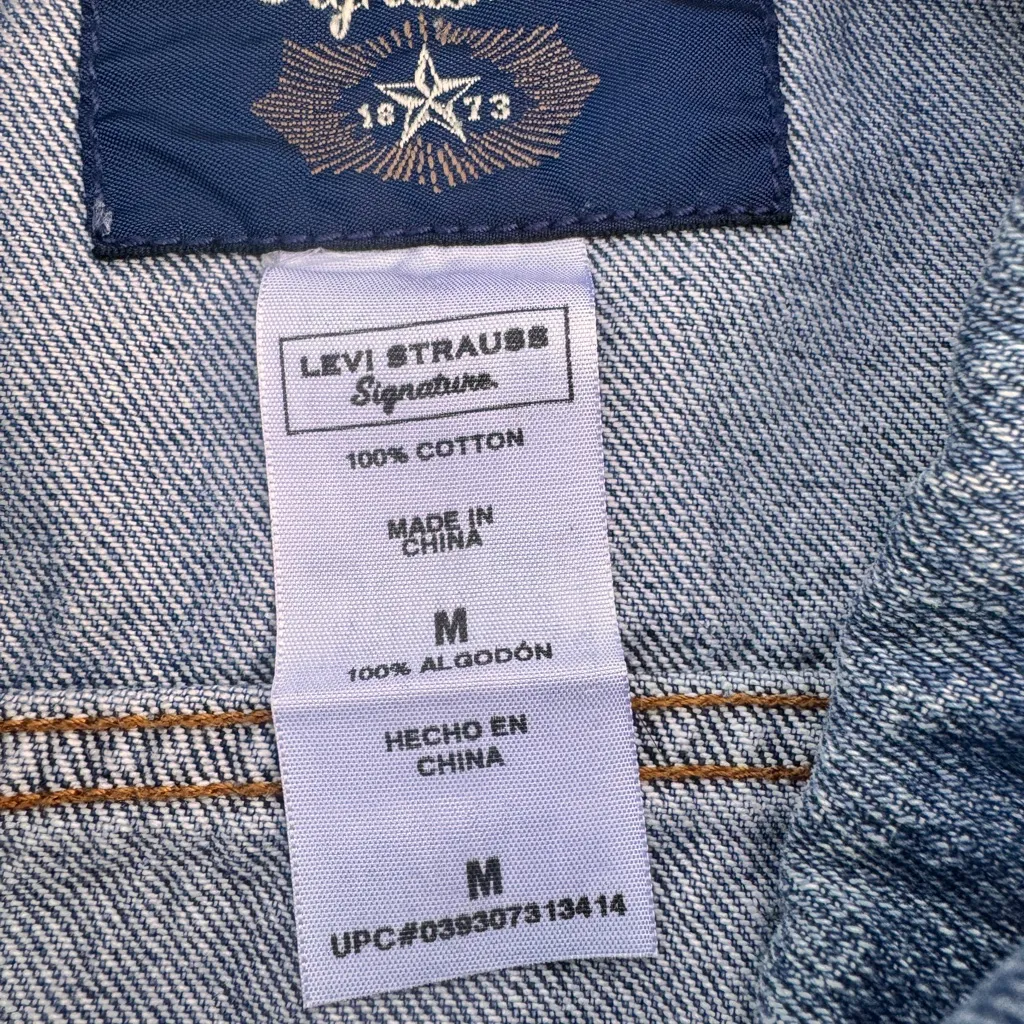 18 73
LEVI STRAUSS
Signature.
100% COTTON
MADE IN
CHINA
M
100% ALGODÓN
HECHO EN
CHINA
M
UPC#039307313414